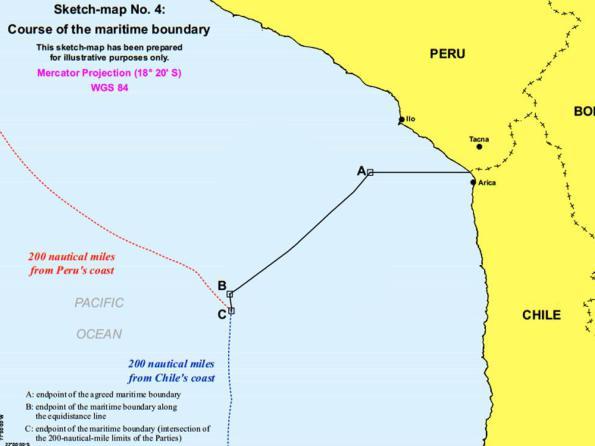 Sketch-map No. 4:
Course of the maritime boundary
This sketch-map has been prepared
for illustrative purposes only.
Mercator Projection (18° 20' S)
WGS 84
PERU
BOL
Ilo
Tacna
A
Arica
200 nautical miles
from Peru's coast
B
C
PACIFIC
OCEAN
CHILE
200 nautical miles
from Chile's coast
A: endpoint of the agreed maritime boundary
B: endpoint of the maritime boundary along
the equidistance line
C: endpoint of the maritime boundary (intersection of
the 200-nautical-mile limits of the Parties)